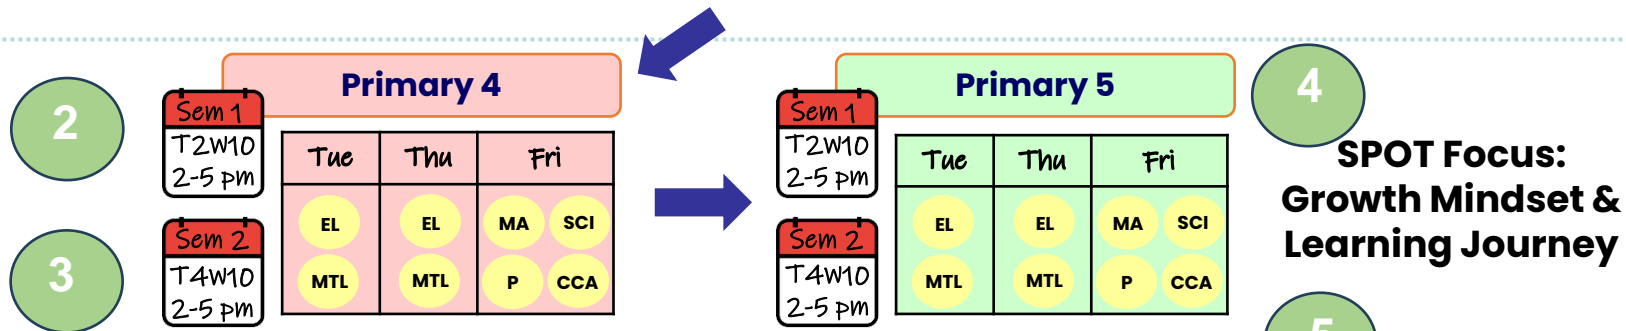 Primary 4
Primary 5
2
3
4
5
Sem 1
T2W10
2-5 pm
Sem 2
T4W10
2-5 pm
Tue Thu Fri
EL EL MA SCI
MTL MTL P CCA
Sem 1
T2W10
2-5 pm
Sem 2
T4W10
2-5 pm
Tue Thu Fri
EL EL MA SCI
MTL MTL P CCA
SPOT Focus:
Growth Mindset &
Learning Journey